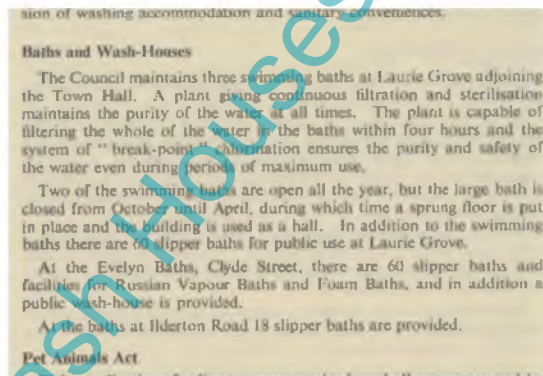 sion of washing accommodation and sanitary conveniences.
Baths and Wash-Houses
The Council maintains three swimming baths at Laurie Grove adjoining
the Town Hall. A plant giving continuous filtration and sterilisation
maintains the purity of the water at all times. The plant is capable of
filtering the whole of the water in the baths within four hours and the
system of " break-point " chlorination ensures the purity and safety of
the water even during periods of maximum use.
Two of the swimming baths are open all the year, but the large bath is
closed from October until April, during which time a sprung floor is put
in place and the building is used as a hall. In addition to the swimming
baths there are 60 slipper baths for public use at Laurie Grove.
At the Evelyn Baths, Clyde Street, there are 60 slipper baths and
facilities for Russian Vapour Baths and Foam Baths, and in addition a
public wash-house is provided.
At the baths at Ilderton Road 18 slipper baths are provided.
Pet Animals Act
ash Houses